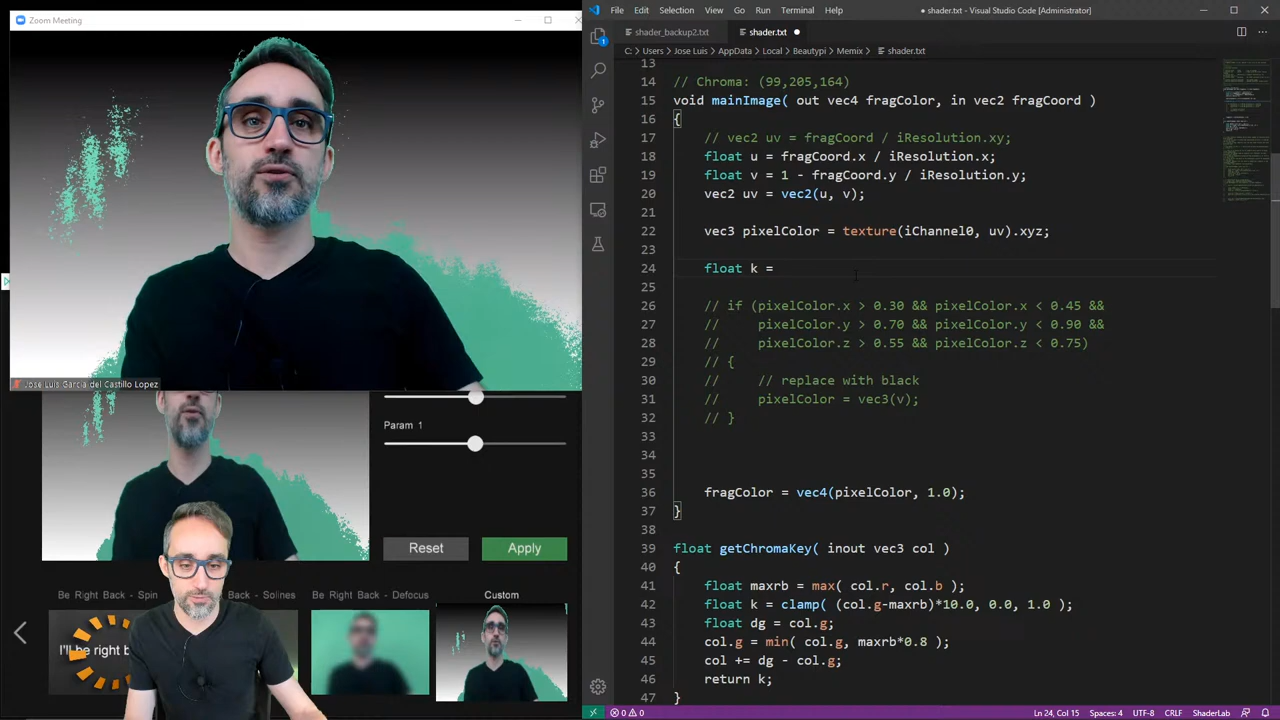 Zoom Meeting
Jose Luis Garcia del Castillo Lopez
Param 1
Reset
Apply
Be Right Back - Spin
Back - Solines
Be Right Back - Defocus
Custom
I'll be right b
File Edit Selection View Go Run Terminal Help
● shader.txt - Visual Studio Code [Administrator]
shader_backup2.txt
shader.txt
C: > Users > Jose Luis > AppData > Local > Beautypi > Memix > shader.txt
13
14 // Chroma: (99,205,164)
15 void mainImage( out vec4 fragColor, in vec2 fragCoord )
16 {
17 // vec2 uv = fragCoord / iResolution.xy;
18 float u = fragCoord.x / iResolution.x;
19 float v = 1 - fragCoord.y / iResolution.y;
20 vec2 uv = vec2(u, v);
21
22 vec3 pixelColor = texture(iChannel0, uv).xyz;
23
24 float k =
25
26 // if (pixelColor.x > 0.30 && pixelColor.x < 0.45 &&
27 //     pixelColor.y > 0.70 && pixelColor.y < 0.90 &&
28 //     pixelColor.z > 0.55 && pixelColor.z < 0.75)
29 // {
30 //     // replace with black
31 //     pixelColor = vec3(v);
32 // }
33
34
35
36 fragColor = vec4(pixelColor, 1.0);
37 }
38
39 float getChromaKey( inout vec3 col )
40 {
41 float maxrb = max( col.r, col.b );
42 float k = clamp( (col.g-maxrb)*10.0, 0.0, 1.0 );
43 float dg = col.g;
44 col.g = min( col.g, maxrb*0.8 );
45 col += dg - col.g;
46 return k;
47 }
0 0
Ln 24, Col 15 Spaces: 4 UTF-8 CRLF ShaderLab